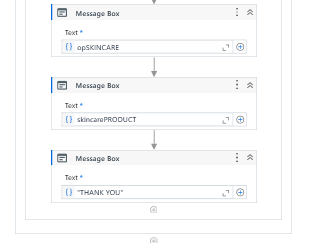 Message Box
Text *
{} opSKINCARE
Message Box
Text *
{} skincarePRODUCT
Message Box
Text *
{} "THANK YOU"